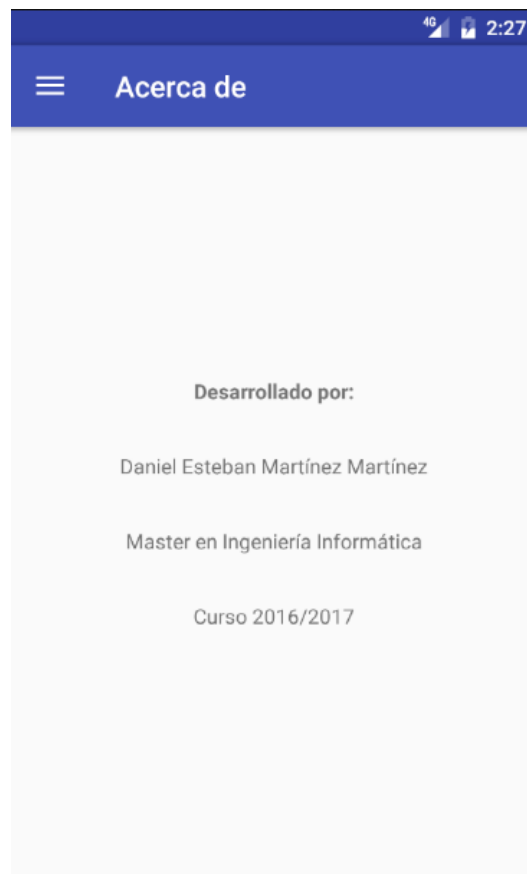 4G 2:27
Acerca de
Desarrollado por:
Daniel Esteban Martínez Martínez
Master en Ingeniería Informática
Curso 2016/2017